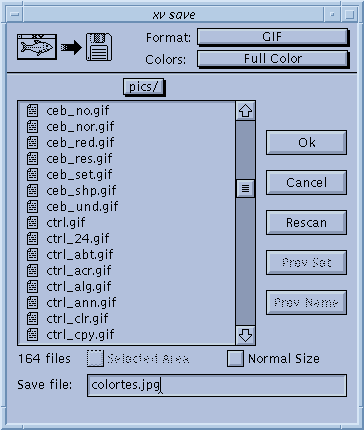 xv save
Format: GIF
Colors: Full Color
pics/
ceb_no.gif
ceb_nor.gif
ceb_red.gif
ceb_res.gif
ceb_set.gif
ceb_shp.gif
ceb_und.gif
ctrl.gif
ctrl_24.gif
ctrl_abt.gif
ctrl_acr.gif
ctrl_alg.gif
ctrl_ann.gif
ctrl_clr.gif
ctrl_cpy.gif
Ok
Cancel
Rescan
Prev Set
Prev Name
164 files Selected Area Normal Size
Save file: colortes.jpg